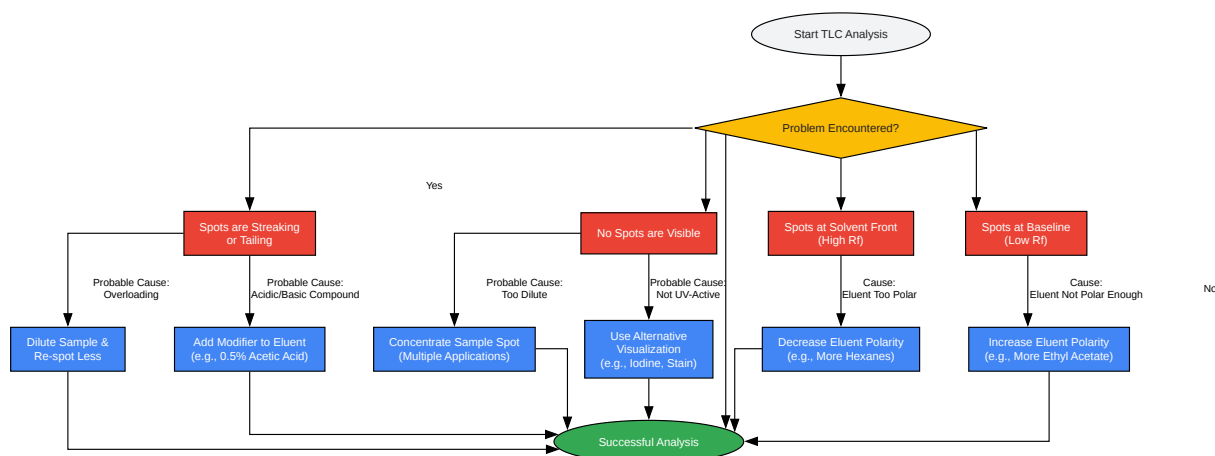 Start TLC Analysis
Problem Encountered?
Yes
Spots are Streaking
or Tailing
No Spots are Visible
Spots at Solvent Front
(High Rf)
Spots at Baseline
(Low Rf)
Probable Cause:
Overloading
Probable Cause:
Acidic/Basic Compound
Probable Cause:
Too Dilute
Probable Cause:
Not UV-Active
Cause:
Eluent Too Polar
Cause:
Eluent Not Polar Enough
No
Dilute Sample &
Re-spot Less
Add Modifier to Eluent
(e.g., 0.5% Acetic Acid)
Concentrate Sample Spot
(Multiple Applications)
Use Alternative
Visualization
(e.g., Iodine, Stain)
Decrease Eluent Polarity
(e.g., More Hexanes)
Increase Eluent Polarity
(e.g., More Ethyl Acetate)
Successful Analysis